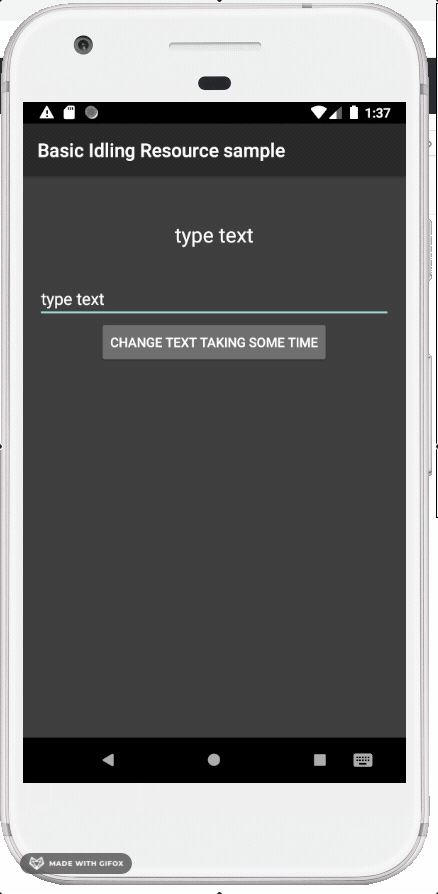 1:37
Basic Idling Resource sample
type text
type text
CHANGE TEXT TAKING SOME TIME
MADE WITH GIFOX